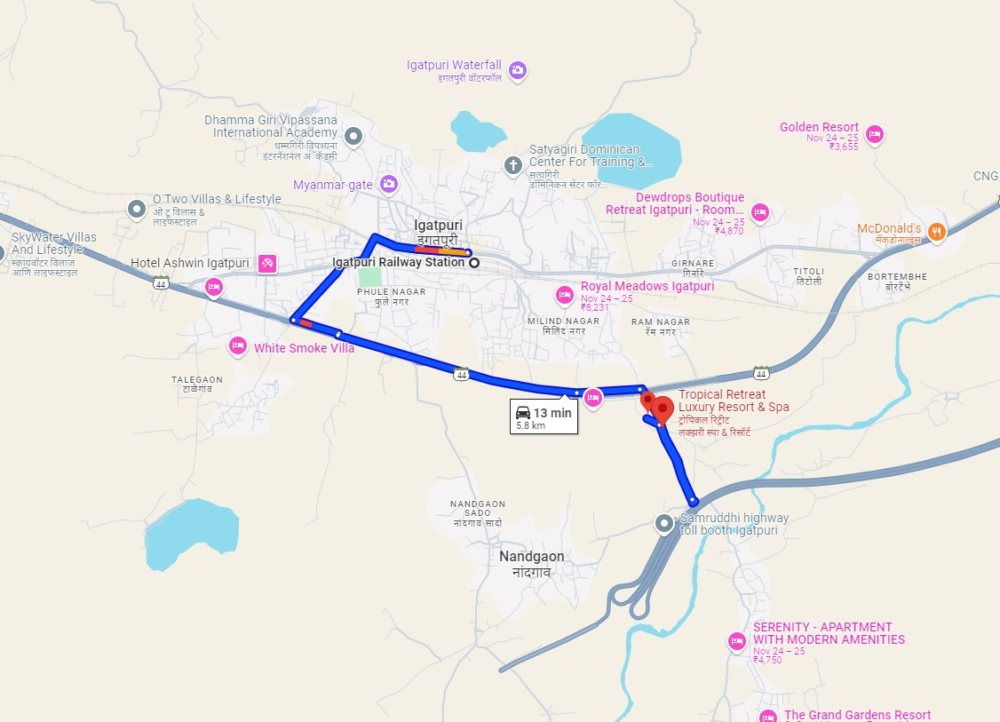 Igatpuri Waterfall
इगतपुरी वॉटरफॉल
Dhamma Giri Vipassana
International Academy
धम्मगिरी विपश्यना
इंटरनॅशनल अॅकॅडमी
Golden Resort
Nov 24 – 25
₹3,655
Satyagiri Dominican
Center For Training &...
सत्यगिरी
डॉमिनिकन सेंटर फॉर...
Myanmar gate
CNG
O Two Villas & Lifestyle
ओ टू विलास &
लाइफस्टाइल
Dewdrops Boutique
Retreat Igatpuri - Room...
Nov 24 – 25
₹4,870
Igatpuri
इगतपुरी
McDonald's
मॅकडोनाल्ड्स
SkyWater Villas
And Lifestyle
स्कायवॉटर विलाज
आणि लाइफस्टाइल
Hotel Ashwin Igatpuri
Igatpuri Railway Station
GIRNARE
गिरनारे
TITOLI
तिटोली
BORTEMBHE
बोरटेंभे
44
PHULE NAGAR
फुले नगर
Royal Meadows Igatpuri
Nov 24 – 25
₹8,231
MILIND NAGAR
मिलिंद नगर
RAM NAGAR
रॅम नगर
White Smoke Villa
44
44
TALEGAON
टाळेगाव
13 min
5.8 km
Tropical Retreat
Luxury Resort & Spa
ट्रोपिकल रिट्रीट
लक्झरी स्पा & रिसॉर्ट
NANDGAON
SADO
नांदगाव सादो
Samruddhi highway
toll booth Igatpuri
Nandgaon
नांदगाव
SERENITY - APARTMENT
WITH MODERN AMENITIES
Nov 24 – 25
₹4,750
The Grand Gardens Resort